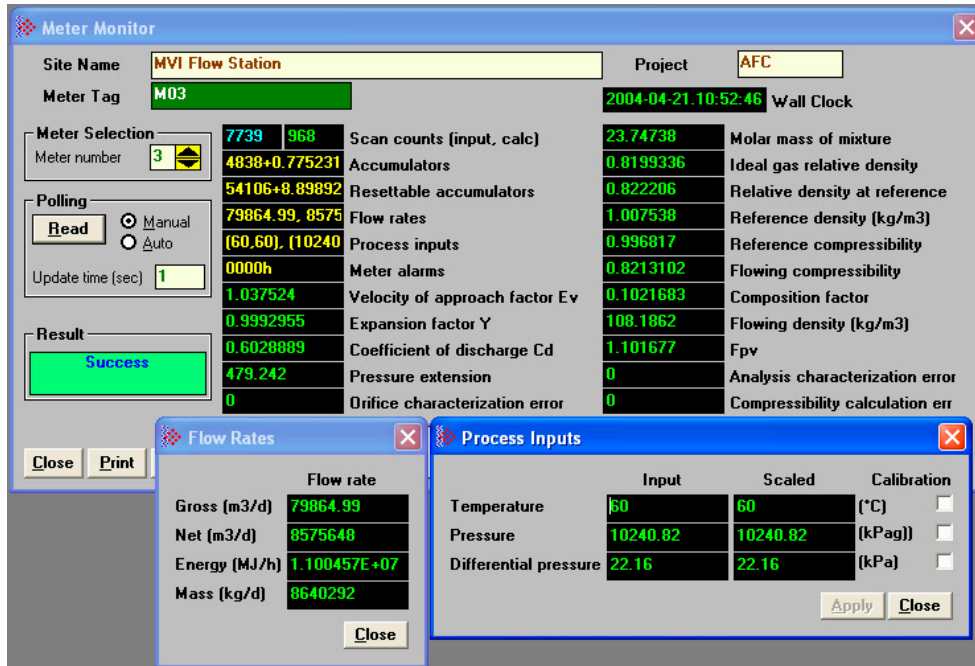 Meter Monitor
Site Name MVI Flow Station Project AFC
Meter Tag M03 2004-04-21.10:52:46 Wall Clock
Meter Selection
Meter number 3
Polling
Read Manual
Auto
Update time (sec) 1
Result
Success
7739 968 Scan counts (input, calc)
4838+0.775231 Accumulators
54106+8.89892 Resettable accumulators
79864.99, 8575 Flow rates
(60,60), (10240 Process inputs
0000h Meter alarms
1.037524 Velocity of approach factor Ev
0.9992955 Expansion factor Y
0.6028889 Coefficient of discharge Cd
479.242 Pressure extension
0 Orifice characterization error
23.74738 Molar mass of mixture
0.8199336 Ideal gas relative density
0.822206 Relative density at reference
1.007538 Reference density (kg/m3)
0.996817 Reference compressibility
0.8213102 Flowing compressibility
0.1021683 Composition factor
108.1862 Flowing density (kg/m3)
1.101677 Fpv
0 Analysis characterization error
0 Compressibility calculation err
Close Print
Flow Rates
Flow rate
Gross (m3/d) 79864.99
Net (m3/d) 8575648
Energy (MJ/h) 1.100457E+07
Mass (kg/d) 8640292
Close
Process Inputs
Input Scaled Calibration
Temperature 60 60 (°C)
Pressure 10240.82 10240.82 (kPag))
Differential pressure 22.16 22.16 (kPa)
Apply Close